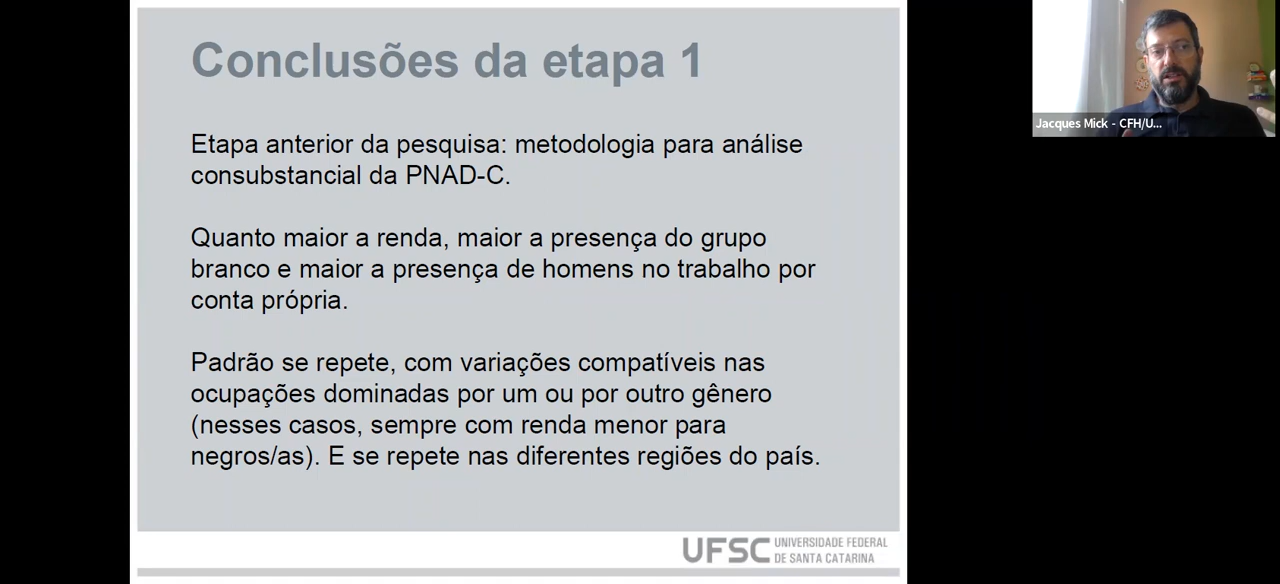 Conclusões da etapa 1
Etapa anterior da pesquisa: metodologia para análise
consubstancial da PNAD-C.
Quanto maior a renda, maior a presença do grupo
branco e maior a presença de homens no trabalho por
conta própria.
Padrão se repete, com variações compatíveis nas
ocupações dominadas por um ou por outro gênero
(nesses casos, sempre com renda menor para
negros/as). E se repete nas diferentes regiões do país.
UFSC UNIVERSIDADE FEDERAL
DE SANTA CATARINA
Jacques Mick - CFH/U...